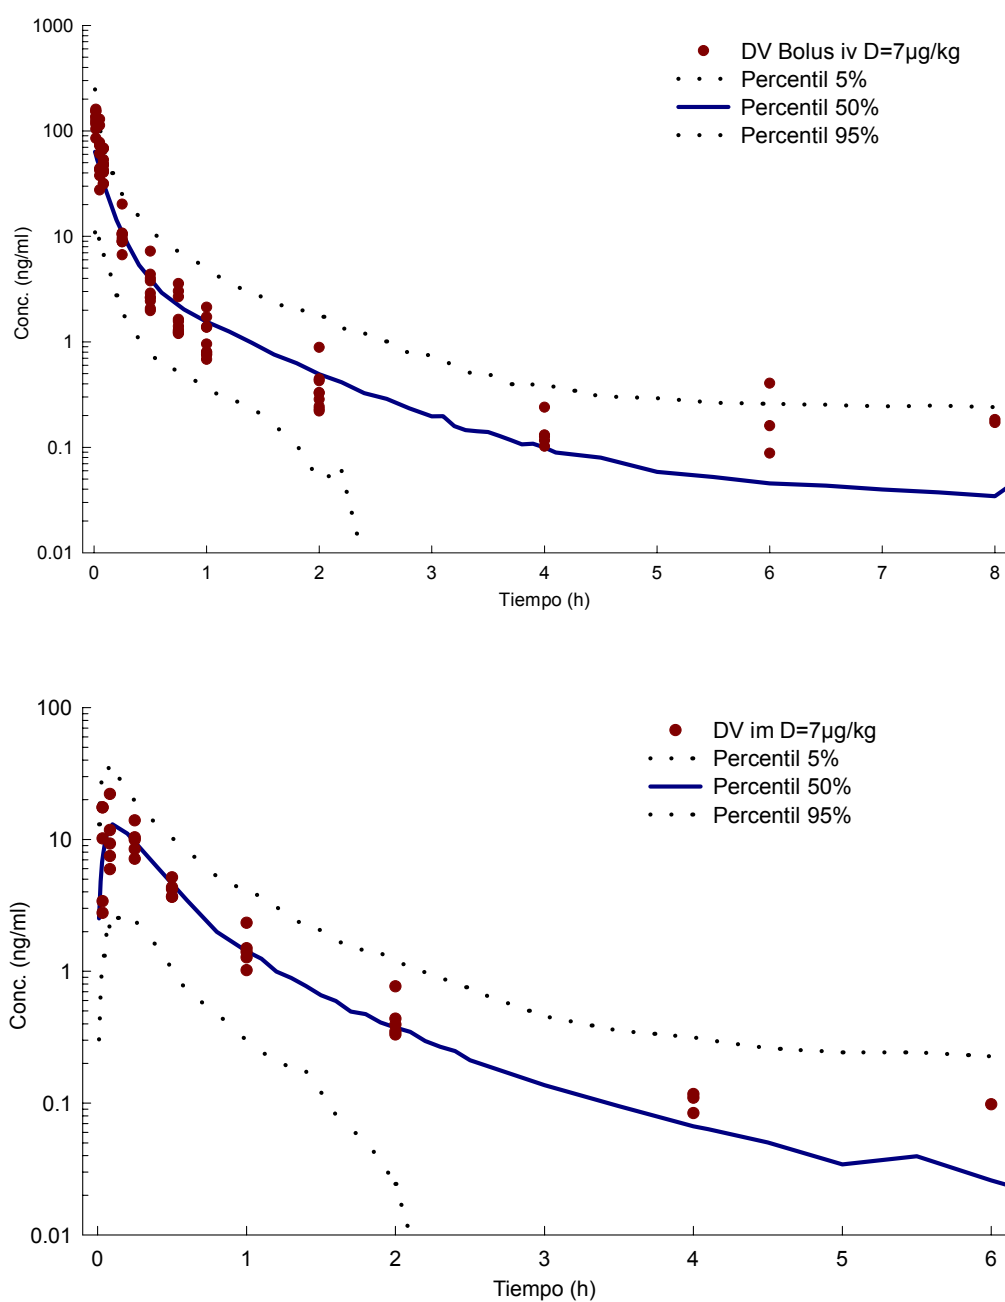 1000
100
10
1
0.1
0.01
Conc. (ng/ml)
DV Bolus iv D=7µg/kg
Percentil 5%
Percentil 50%
Percentil 95%
0 1 2 3 4 5 6 7 8
Tiempo (h)
100
10
1
0.1
0.01
Conc. (ng/ml)
DV im D=7µg/kg
Percentil 5%
Percentil 50%
Percentil 95%
0 1 2 3 4 5 6
Tiempo (h)